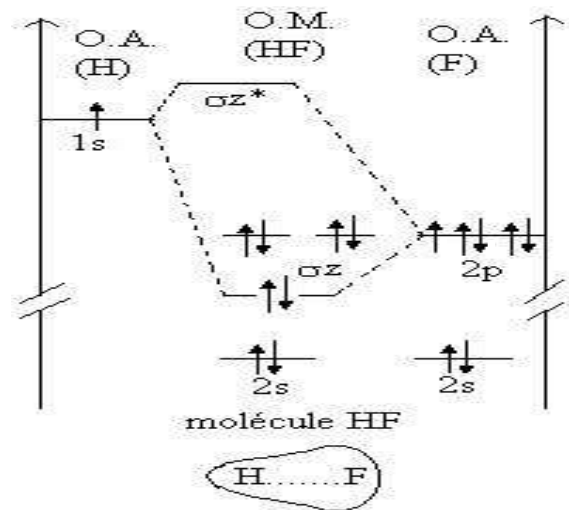 O.A. O.M. O.A.
(H) (HF) (F)
σz*
1s
σz
2p
2s 2s
molécule HF
H.......F